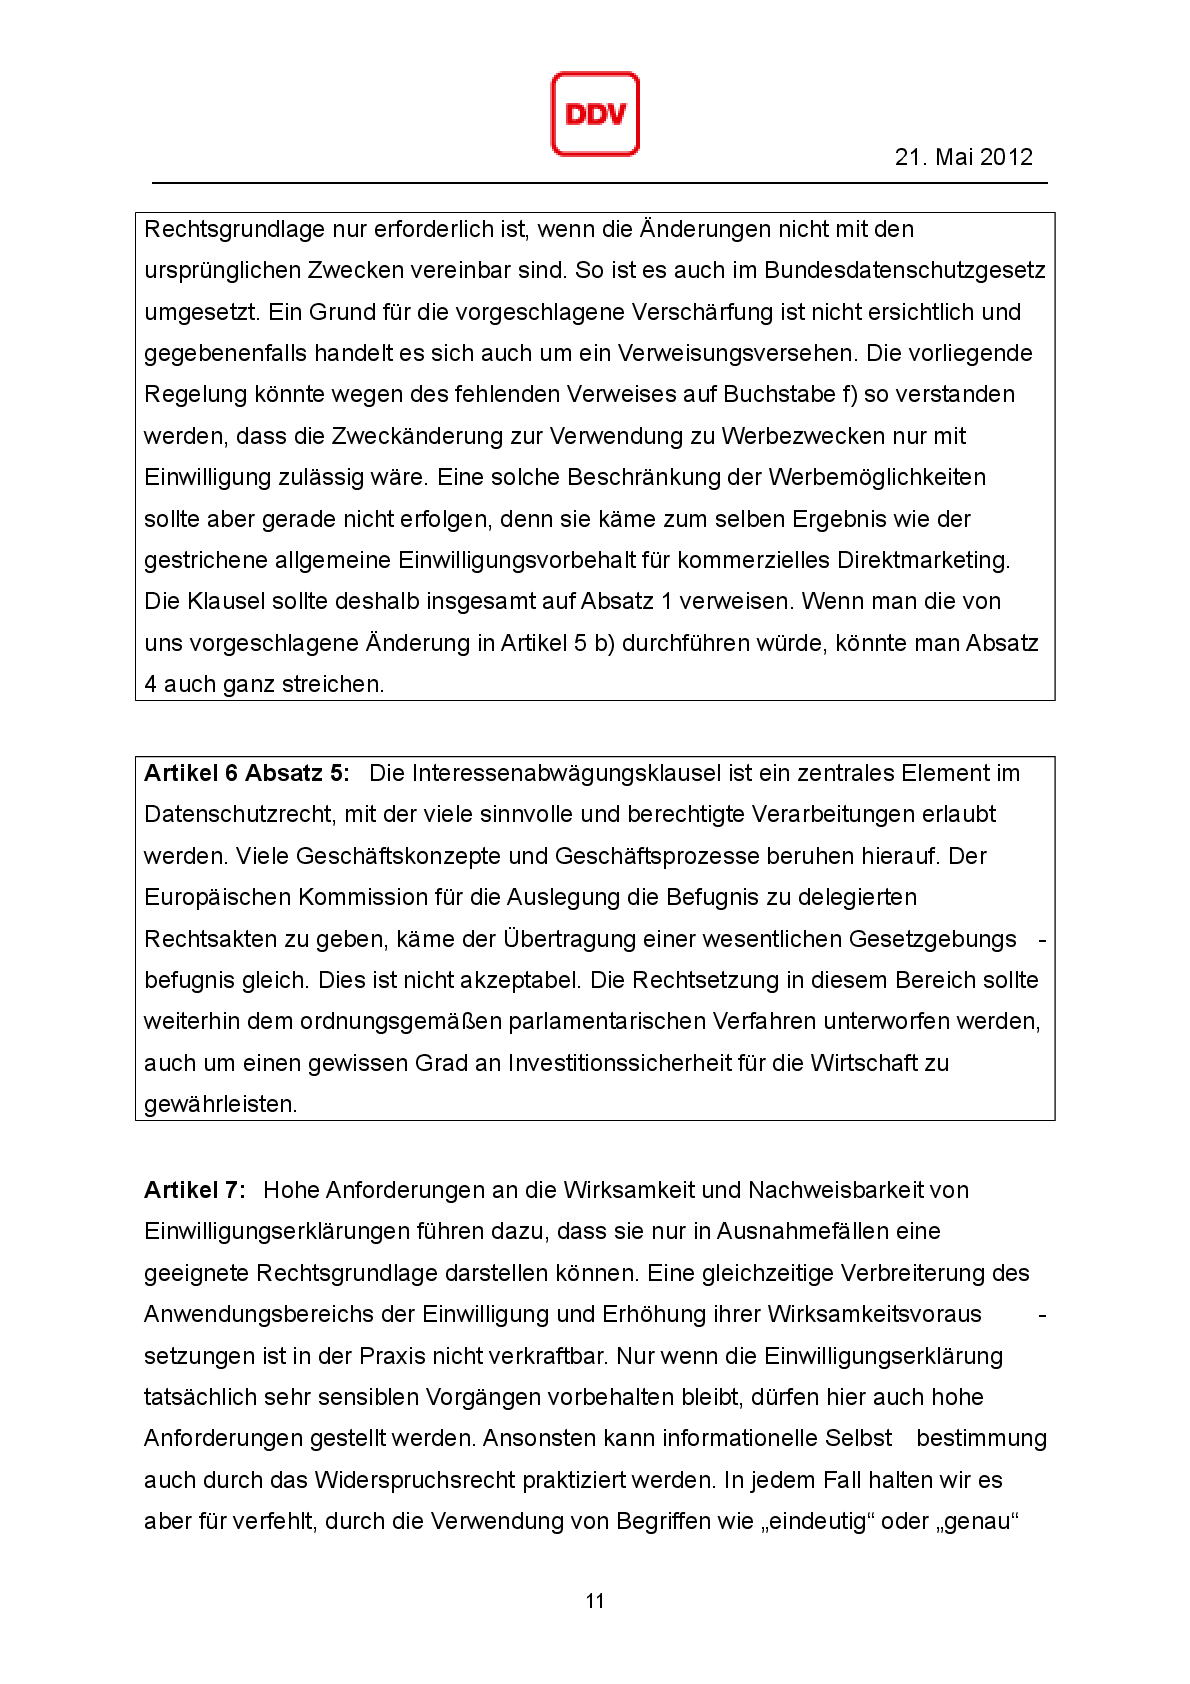 DDV
21. Mai 2012
Rechtsgrundlage nur erforderlich ist, wenn die Änderungen nicht mit den
ursprünglichen Zwecken vereinbar sind. So ist es auch im Bundesdatenschutzgesetz
umgesetzt. Ein Grund für die vorgeschlagene Verschärfung ist nicht ersichtlich und
gegebenenfalls handelt es sich auch um ein Verweisungsversehen. Die vorliegende
Regelung könnte wegen des fehlenden Verweises auf Buchstabe f) so verstanden
werden, dass die Zweckänderung zur Verwendung zu Werbezwecken nur mit
Einwilligung zulässig wäre. Eine solche Beschränkung der Werbemöglichkeiten
sollte aber gerade nicht erfolgen, denn sie käme zum selben Ergebnis wie der
gestrichene allgemeine Einwilligungsvorbehalt für kommerzielles Direktmarketing.
Die Klausel sollte deshalb insgesamt auf Absatz 1 verweisen. Wenn man die von
uns vorgeschlagene Änderung in Artikel 5 b) durchführen würde, könnte man Absatz
4 auch ganz streichen.
Artikel 6 Absatz 5: Die Interessenabwägungsklausel ist ein zentrales Element im
Datenschutzrecht, mit der viele sinnvolle und berechtigte Verarbeitungen erlaubt
werden. Viele Geschäftskonzepte und Geschäftsprozesse beruhen hierauf. Der
Europäischen Kommission für die Auslegung die Befugnis zu delegierten
Rechtsakten zu geben, käme der Übertragung einer wesentlichen Gesetzgebungs -
befugnis gleich. Dies ist nicht akzeptabel. Die Rechtsetzung in diesem Bereich sollte
weiterhin dem ordnungsgemäßen parlamentarischen Verfahren unterworfen werden,
auch um einen gewissen Grad an Investitionssicherheit für die Wirtschaft zu
gewährleisten.
Artikel 7: Hohe Anforderungen an die Wirksamkeit und Nachweisbarkeit von
Einwilligungserklärungen führen dazu, dass sie nur in Ausnahmefällen eine
geeignete Rechtsgrundlage darstellen können. Eine gleichzeitige Verbreiterung des
Anwendungsbereichs der Einwilligung und Erhöhung ihrer Wirksamkeitsvoraus -
setzungen ist in der Praxis nicht verkraftbar. Nur wenn die Einwilligungserklärung
tatsächlich sehr sensiblen Vorgängen vorbehalten bleibt, dürfen hier auch hohe
Anforderungen gestellt werden. Ansonsten kann informationelle Selbst bestimmung
auch durch das Widerspruchsrecht praktiziert werden. In jedem Fall halten wir es
aber für verfehlt, durch die Verwendung von Begriffen wie „eindeutig“ oder „genau“
11